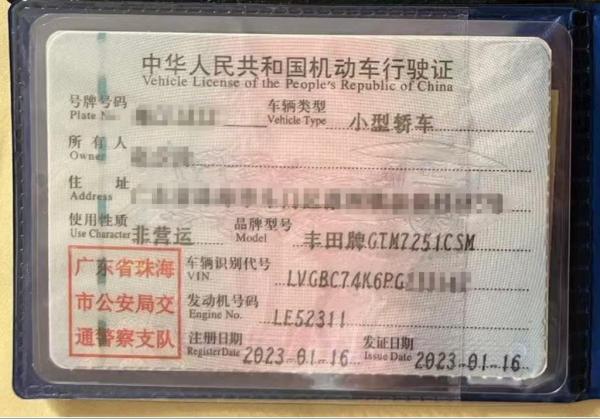 中华人民共和国机动车行驶证
Vehicle License of the People's Republic of China
号牌号码
Plate No.
车辆类型 小型轿车
Vehicle Type
所有人
Owner
住址
Address
使用性质 非营运
Use Character
品牌型号 丰田牌GTM7251CSM
Model
广东省珠海
市公安局交
通警察支队
车辆识别代号 LVGBC74K6PG
VIN
发动机号码 LE52311
Engine No.
注册日期 2023-01-16
Register Date
发证日期 2023-01-16
Issue Date